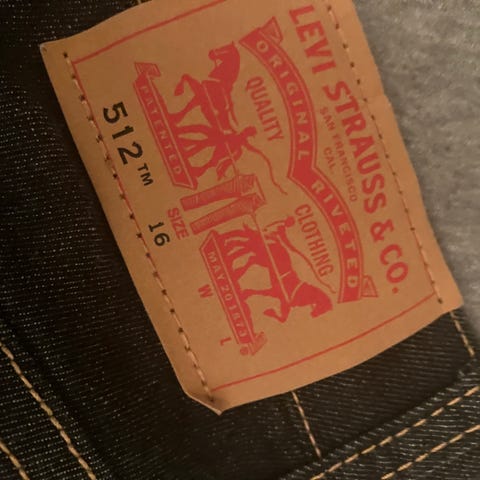 LEVI STRAUSS & CO.
SAN FRANCISCO
CAL.
ORIGINAL RIVETED
QUALITY CLOTHING
PATENTED MAY 20 1873 ®
SIZE
512™ 16 W L